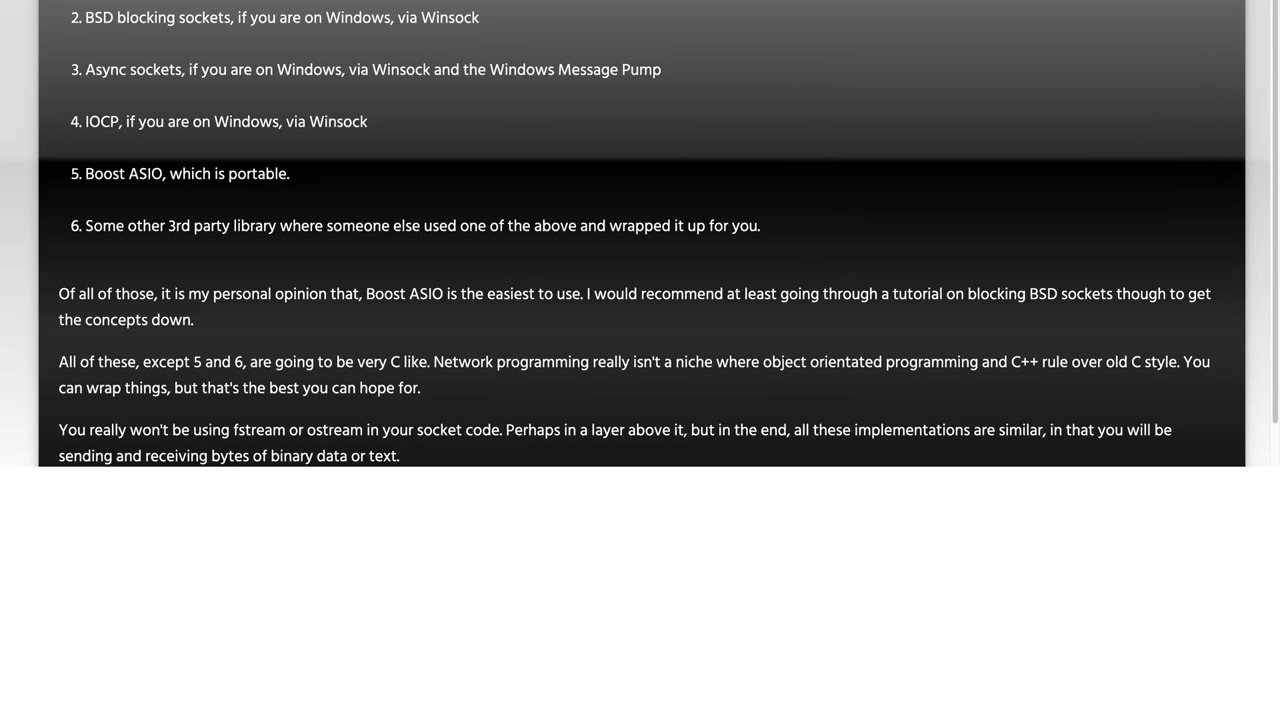 2. BSD blocking sockets, if you are on Windows, via Winsock
3. Async sockets, if you are on Windows, via Winsock and the Windows Message Pump
4. IOCP, if you are on Windows, via Winsock
5. Boost ASIO, which is portable.
6. Some other 3rd party library where someone else used one of the above and wrapped it up for you.
Of all of those, it is my personal opinion that, Boost ASIO is the easiest to use. I would recommend at least going through a tutorial on blocking BSD sockets though to get
the concepts down.
All of these, except 5 and 6, are going to be very C like. Network programming really isn't a niche where object orientated programming and C++ rule over old C style. You
can wrap things, but that's the best you can hope for.
You really won't be using fstream or ostream in your socket code. Perhaps in a layer above it, but in the end, all these implementations are similar, in that you will be
sending and receiving bytes of binary data or text.